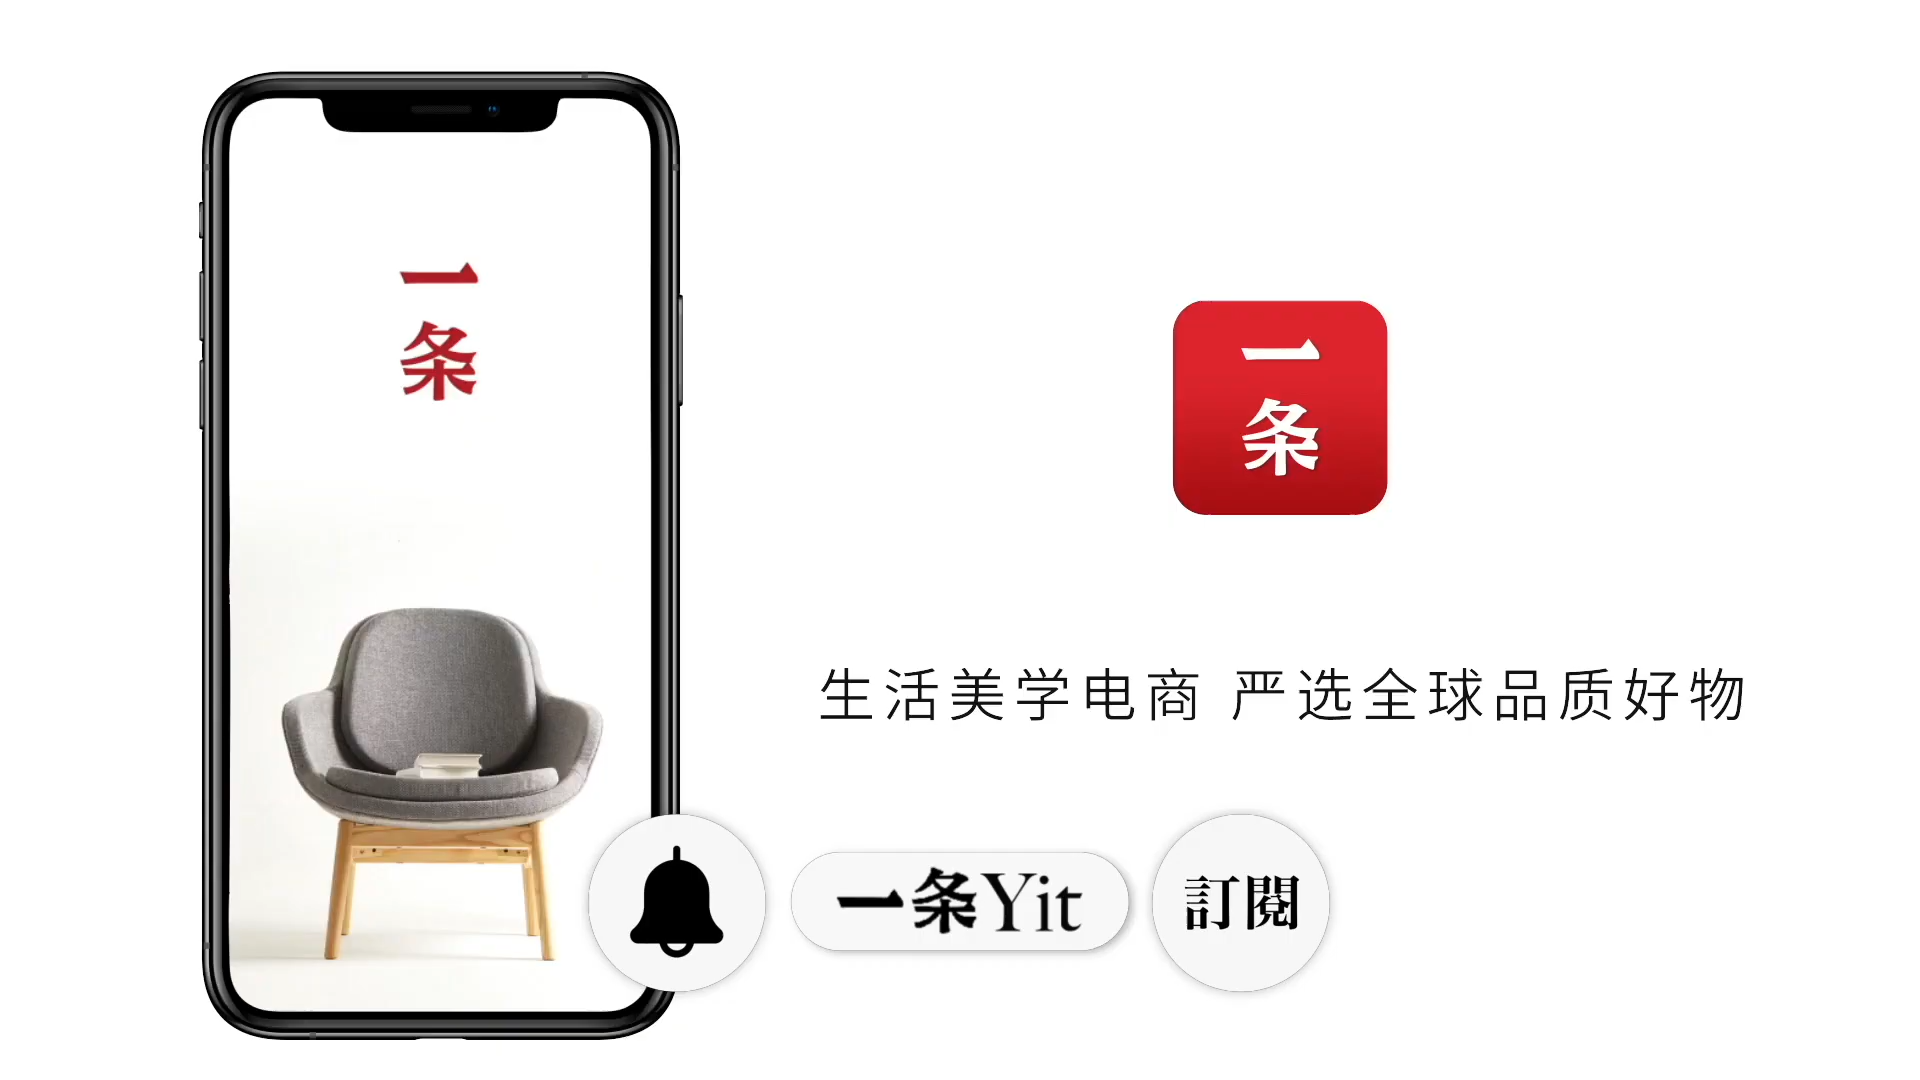 一
条
一
条
生活美学电商 严选全球品质好物
一条Yit
訂閱